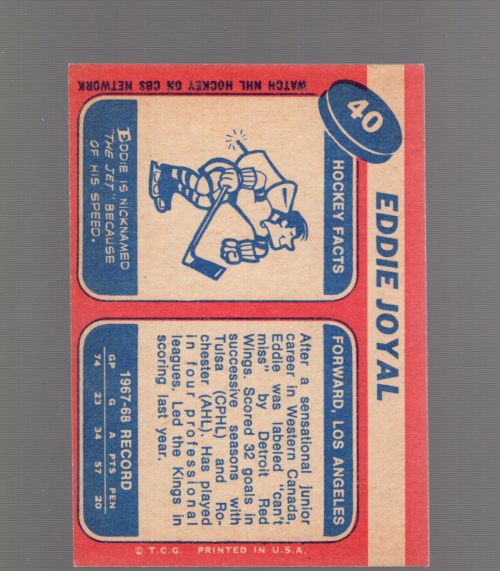 40
EDDIE JOYAL
HOCKEY FACTS
EDDIE IS NICKNAMED
"THE JET" BECAUSE
OF HIS SPEED.
WATCH NHL HOCKEY ON CBS NETWORK
FORWARD, LOS ANGELES
After a sensational junior
career in Western Canada,
Eddie was labeled "can't
miss" by Detroit Red
Wings. Scored 32 goals in
successive seasons with
Tulsa (CPHL) and Ro-
chester (AHL). Has played
in four professional
leagues. Led the Kings in
scoring last year.
1967-68 RECORD
GP G A PTS PEN
74 23 34 57 20
© T.C.G. PRINTED IN U.S.A.